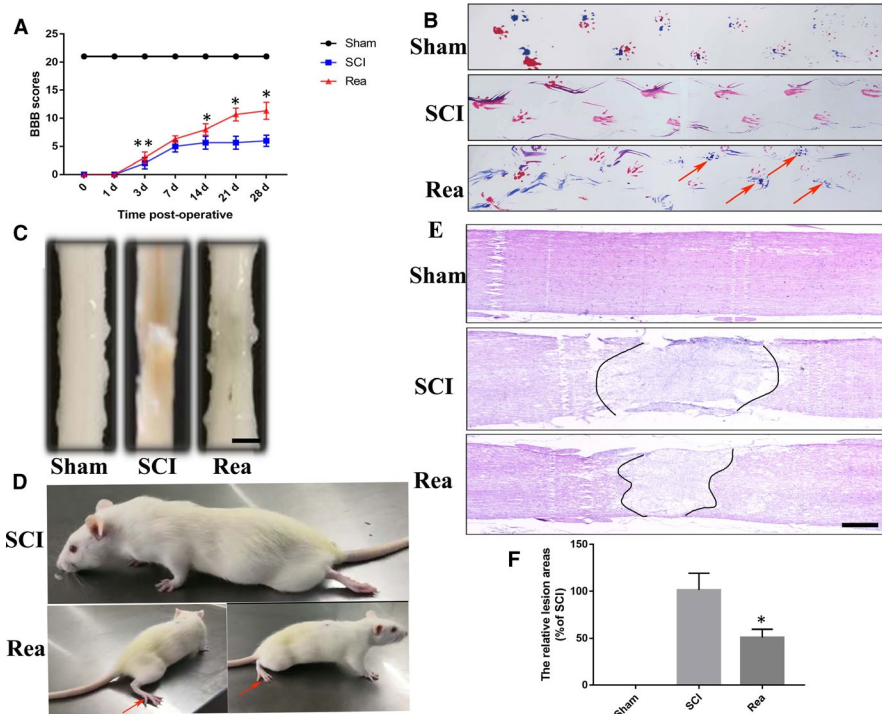 A
25
20
15
10
5
0
BBB scores
0
1 d
3 d
7 d
14 d
21 d
28 d
**
*
*
*
Time post-operative
Sham
SCI
Rea
B
Sham
SCI
Rea
C
Sham
SCI
Rea
D
SCI
Rea
E
Sham
SCI
Rea
F
The relative lesion areas
(% of SCI)
150
100
50
0
*
Sham
SCI
Rea